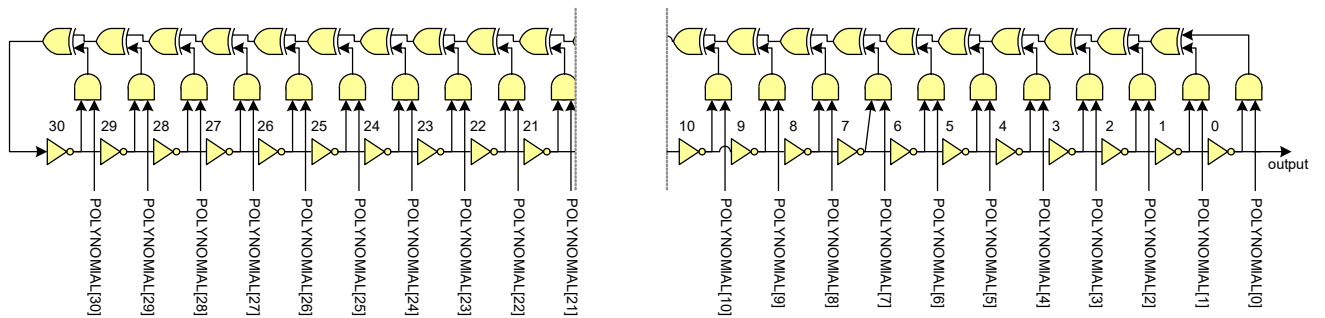 30 29 28 27 26 25 24 23 22 21 10 9 8 7 6 5 4 3 2 1 0
output
POLYNOMIAL[30]
POLYNOMIAL[29]
POLYNOMIAL[28]
POLYNOMIAL[27]
POLYNOMIAL[26]
POLYNOMIAL[25]
POLYNOMIAL[24]
POLYNOMIAL[23]
POLYNOMIAL[22]
POLYNOMIAL[21]
POLYNOMIAL[10]
POLYNOMIAL[9]
POLYNOMIAL[8]
POLYNOMIAL[7]
POLYNOMIAL[6]
POLYNOMIAL[5]
POLYNOMIAL[4]
POLYNOMIAL[3]
POLYNOMIAL[2]
POLYNOMIAL[1]
POLYNOMIAL[0]